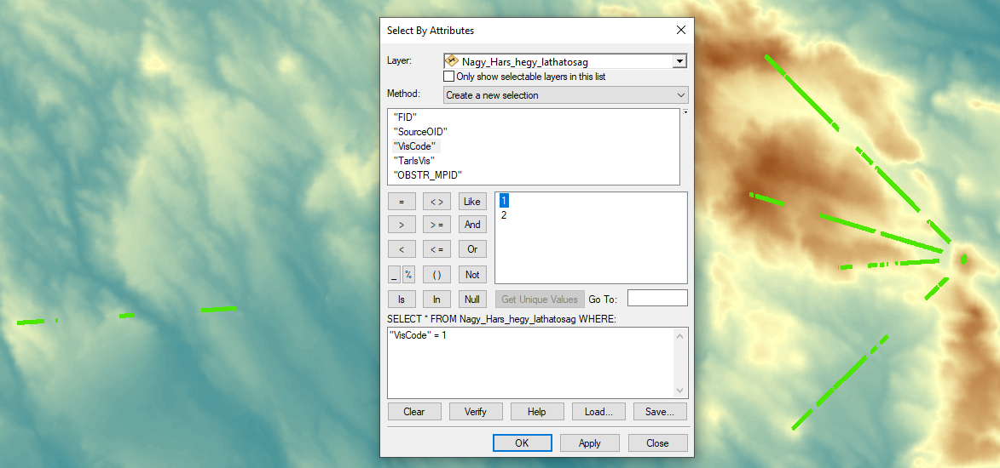 Select By Attributes
Layer: Nagy_Hars_hegy_lathatosag
Only show selectable layers in this list
Method: Create a new selection
"FID"
"SourceOID"
"VisCode"
"TarIsVis"
"OBSTR_MPID"
= < > Like
1
2
> > = And
< < = Or
_ % ( ) Not
Is In Null Get Unique Values Go To:
SELECT * FROM Nagy_Hars_hegy_lathatosag WHERE:
"VisCode" = 1
Clear Verify Help Load... Save...
OK Apply Close